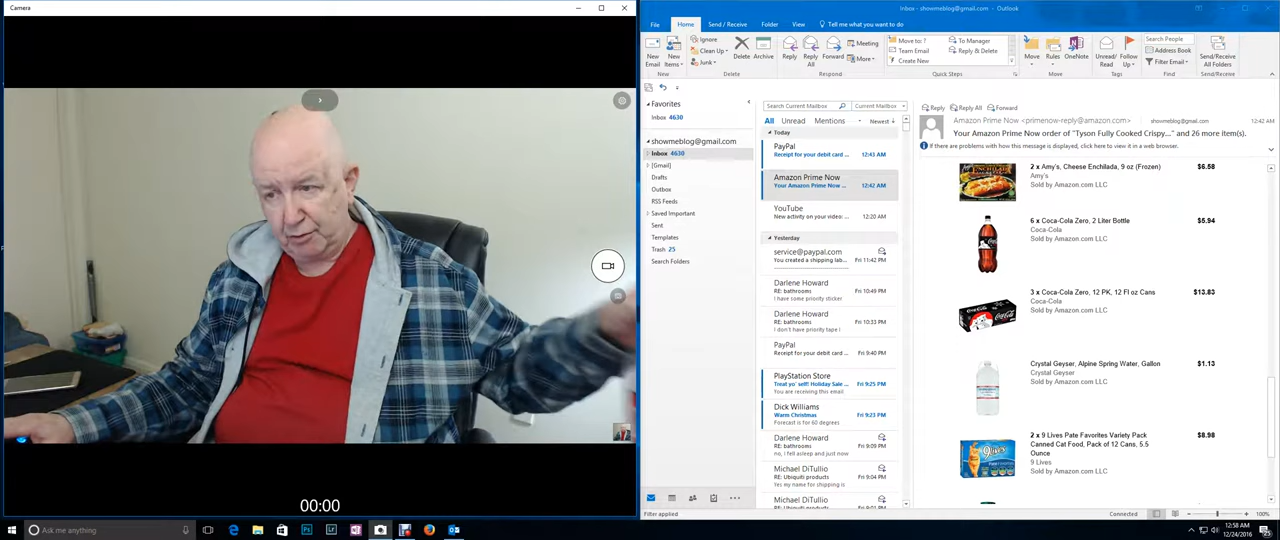 Camera
00:00
Inbox - showmeblog@gmail.com - Outlook
File
Home
Send / Receive
Folder
View
Tell me what you want to do
New Email
New Items
New
Ignore
Clean Up
Junk
Delete
Archive
Delete
Reply
Reply All
Forward
Meeting
More
Respond
Move to: ?
Team Email
Create New
To Manager
Reply & Delete
Quick Steps
Move
Rules
OneNote
Move
Unread/ Read
Follow Up
Tags
Search People
Address Book
Filter Email
Find
Send/Receive All Folders
Send/Receive
Favorites
Inbox 4630
showmeblog@gmail.com
Inbox 4630
[Gmail]
Drafts
Outbox
RSS Feeds
Saved Important
Sent
Templates
Trash 25
Search Folders
Search Current Mailbox
Current Mailbox
All
Unread
Mentions
Newest
Today
PayPal
Receipt for your debit card ...
12:43 AM
Amazon Prime Now
Your Amazon Prime Now ...
12:42 AM
YouTube
New activity on your video:
12:20 AM
Yesterday
service@paypal.com
You created a shipping lab...
Fri 11:42 PM
Darlene Howard
RE: bathrooms
Fri 10:49 PM
I have some priority sticker
Darlene Howard
RE: bathrooms
Fri 10:33 PM
I don't have priority tape I
PayPal
Receipt for your debit card ...
Fri 9:40 PM
PlayStation Store
Treat yo' self! Holiday Sale ...
Fri 9:25 PM
You are receiving this email
Dick Williams
Warm Christmas
Fri 9:23 PM
Forecast is for 60 degrees
Darlene Howard
RE: bathrooms
Fri 9:09 PM
no, i fell asleep and just now
Michael DiTullio
RE: Ubiquiti products
Fri 9:04 PM
Yes my name for shipping is
Michael DiTullio
RE: Ubiquiti products
Fri 9:01 PM
Reply
Reply All
Forward
Amazon Prime Now <primenow-reply@amazon.com>
showmeblog@gmail.com
12:42 AM
Your Amazon Prime Now order of "Tyson Fully Cooked Crispy..." and 26 more item(s).
If there are problems with how this message is displayed, click here to view it in a web browser.
2 x Amy's, Cheese Enchilada, 9 oz (Frozen)
$6.58
Amy's
Sold by Amazon.com LLC
6 x Coca-Cola Zero, 2 Liter Bottle
$5.94
Coca-Cola
Sold by Amazon.com LLC
3 x Coca-Cola Zero, 12 PK, 12 Fl oz Cans
$13.83
Coca-Cola
Sold by Amazon.com LLC
Crystal Geyser, Alpine Spring Water, Gallon
$1.13
Crystal Geyser
Sold by Amazon.com LLC
2 x 9 Lives Pate Favorites Variety Pack
$8.98
Canned Cat Food, Pack of 12 Cans, 5.5
Ounce
9 Lives
Sold by Amazon.com LLC
Filter applied
Connected
100%
Ask me anything
12:58 AM
12/24/2016